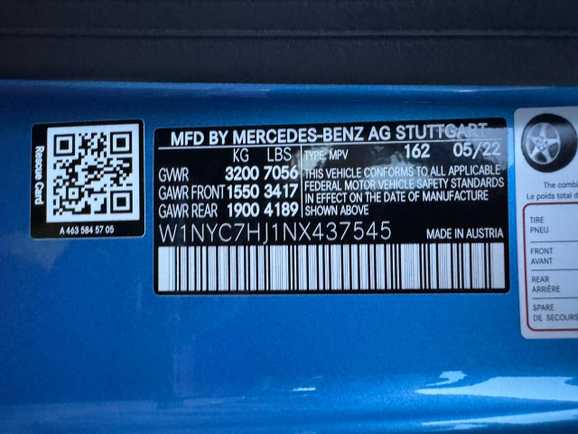 Rescue Card
A 463 584 57 05
MFD BY MERCEDES-BENZ AG STUTTGART
KG LBS TYPE: MPV 162 05/22
GVWR 3200 7056
GAWR FRONT 1550 3417
GAWR REAR 1900 4189
THIS VEHICLE CONFORMS TO ALL APPLICABLE
FEDERAL MOTOR VEHICLE SAFETY STANDARDS
IN EFFECT ON THE DATE OF MANUFACTURE
SHOWN ABOVE
W1NYC7HJ1NX437545 MADE IN AUSTRIA
The combi
Le poids total d
TIRE
PNEU
FRONT
AVANT
REAR
ARRIÈRE
SPARE
DE SECOURS